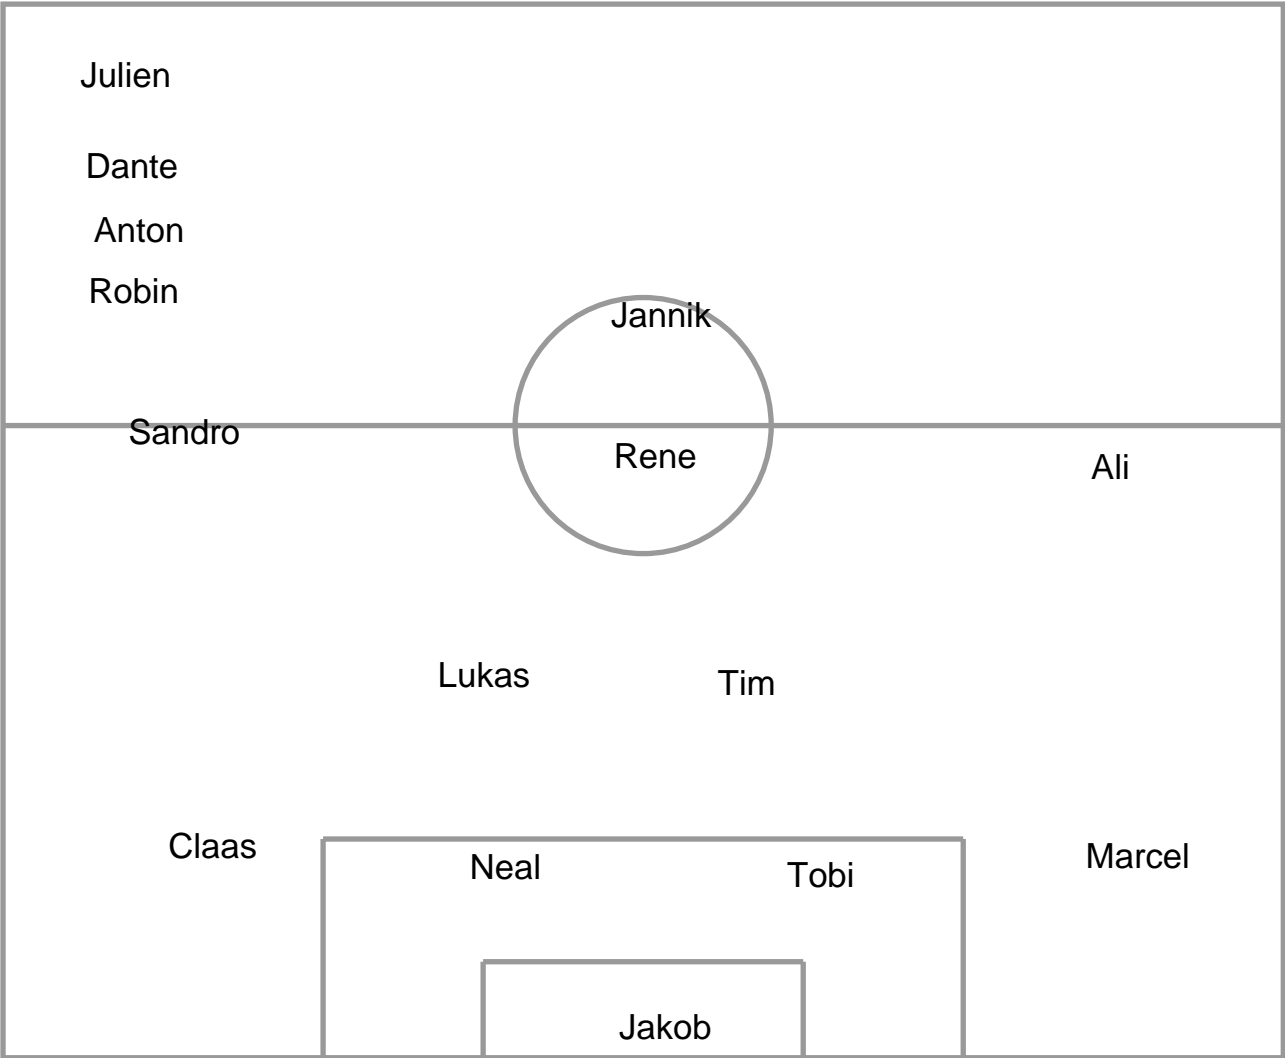 Julien
Dante
Anton
Robin
Jannik
Sandro
Rene
Ali
Lukas
Tim
Claas
Neal
Tobi
Marcel
Jakob